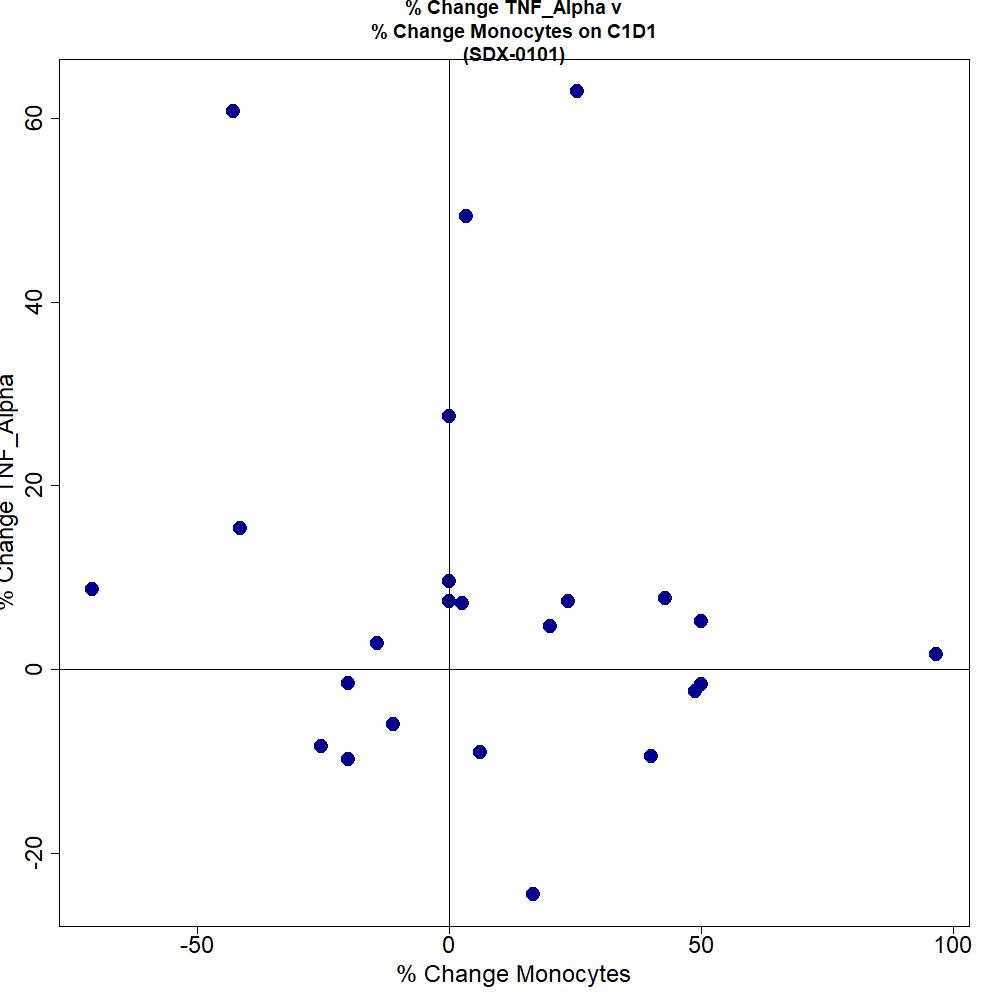 % Change TNF_Alpha v
% Change Monocytes on C1D1
(SDX-0101)
% Change TNF_Alpha
60
40
20
0
-20
-50
0
50
100
% Change Monocytes